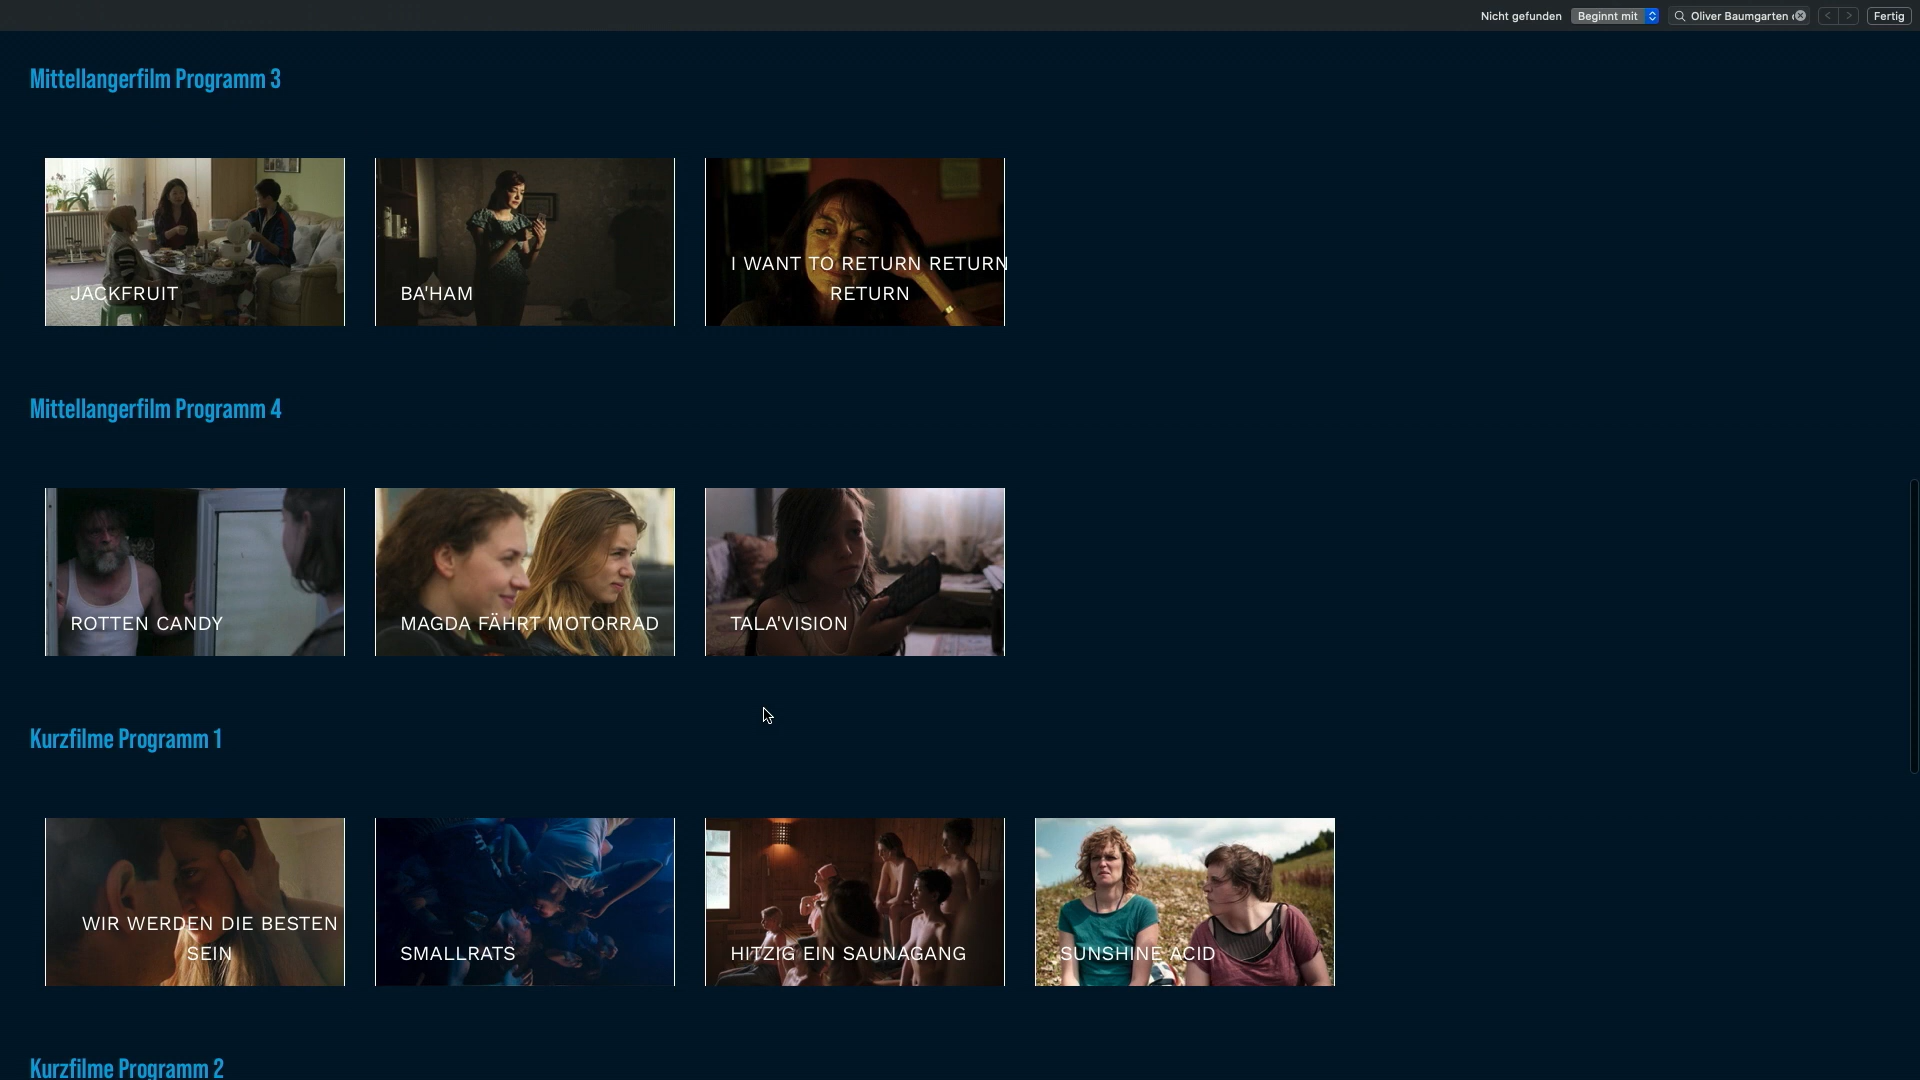 Nicht gefunden
Beginnt mit
Oliver Baumgarten
Fertig
Mittellangerfilm Programm 3
JACKFRUIT
BA'HAM
I WANT TO RETURN RETURN
RETURN
Mittellangerfilm Programm 4
ROTTEN CANDY
MAGDA FÄHRT MOTORRAD
TALA'VISION
Kurzfilme Programm 1
WIR WERDEN DIE BESTEN
SEIN
SMALLRATS
HITZIG EIN SAUNAGANG
SUNSHINE ACID
Kurzfilme Programm 2